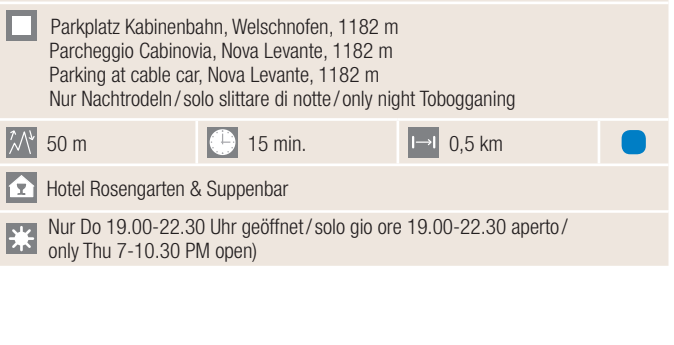 Parkplatz Kabinenbahn, Welschnofen, 1182 m
Parcheggio Cabinovia, Nova Levante, 1182 m
Parking at cable car, Nova Levante, 1182 m
Nur Nachtrodeln/solo slittare di notte/only night Tobogganing
50 m 15 min. 0,5 km
Hotel Rosengarten & Suppenbar
Nur Do 19.00-22.30 Uhr geöffnet/solo gio ore 19.00-22.30 aperto/
only Thu 7-10.30 PM open)